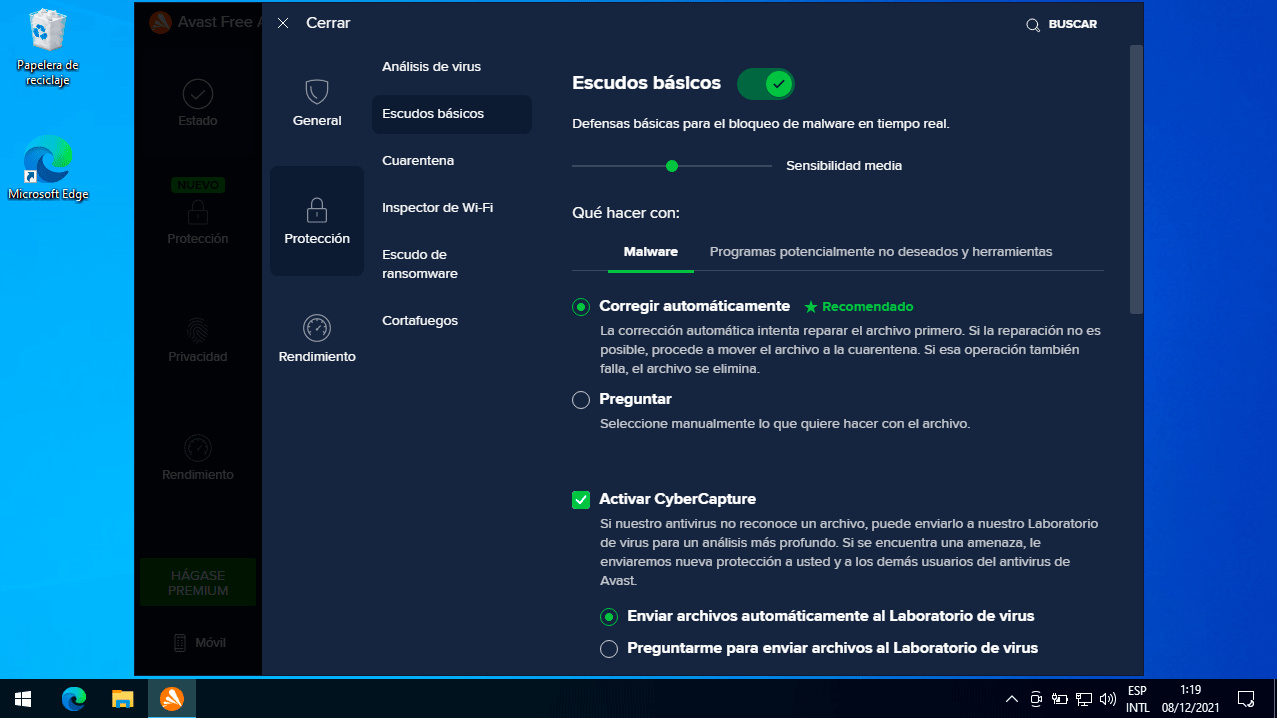 Papelera de
reciclaje
Microsoft Edge
Avast Free A
Estado
NUEVO
Protección
Privacidad
Rendimiento
HÁGASE
PREMIUM
Móvil
Cerrar
BUSCAR
General
Protección
Rendimiento
Análisis de virus
Escudos básicos
Cuarentena
Inspector de Wi-Fi
Escudo de
ransomware
Cortafuegos
Escudos básicos
Defensas básicas para el bloqueo de malware en tiempo real.
Sensibilidad media
Qué hacer con:
Malware
Programas potencialmente no deseados y herramientas
Corregir automáticamente
Recomendado
La corrección automática intenta reparar el archivo primero. Si la reparación no es
posible, procede a mover el archivo a la cuarentena. Si esa operación también
falla, el archivo se elimina.
Preguntar
Seleccione manualmente lo que quiere hacer con el archivo.
Activar CyberCapture
Si nuestro antivirus no reconoce un archivo, puede enviarlo a nuestro Laboratorio
de virus para un análisis más profundo. Si se encuentra una amenaza, le
enviaremos nueva protección a usted y a los demás usuarios del antivirus de
Avast.
Enviar archivos automáticamente al Laboratorio de virus
Preguntarme para enviar archivos al Laboratorio de virus
ESP
INTL
1:19
08/12/2021